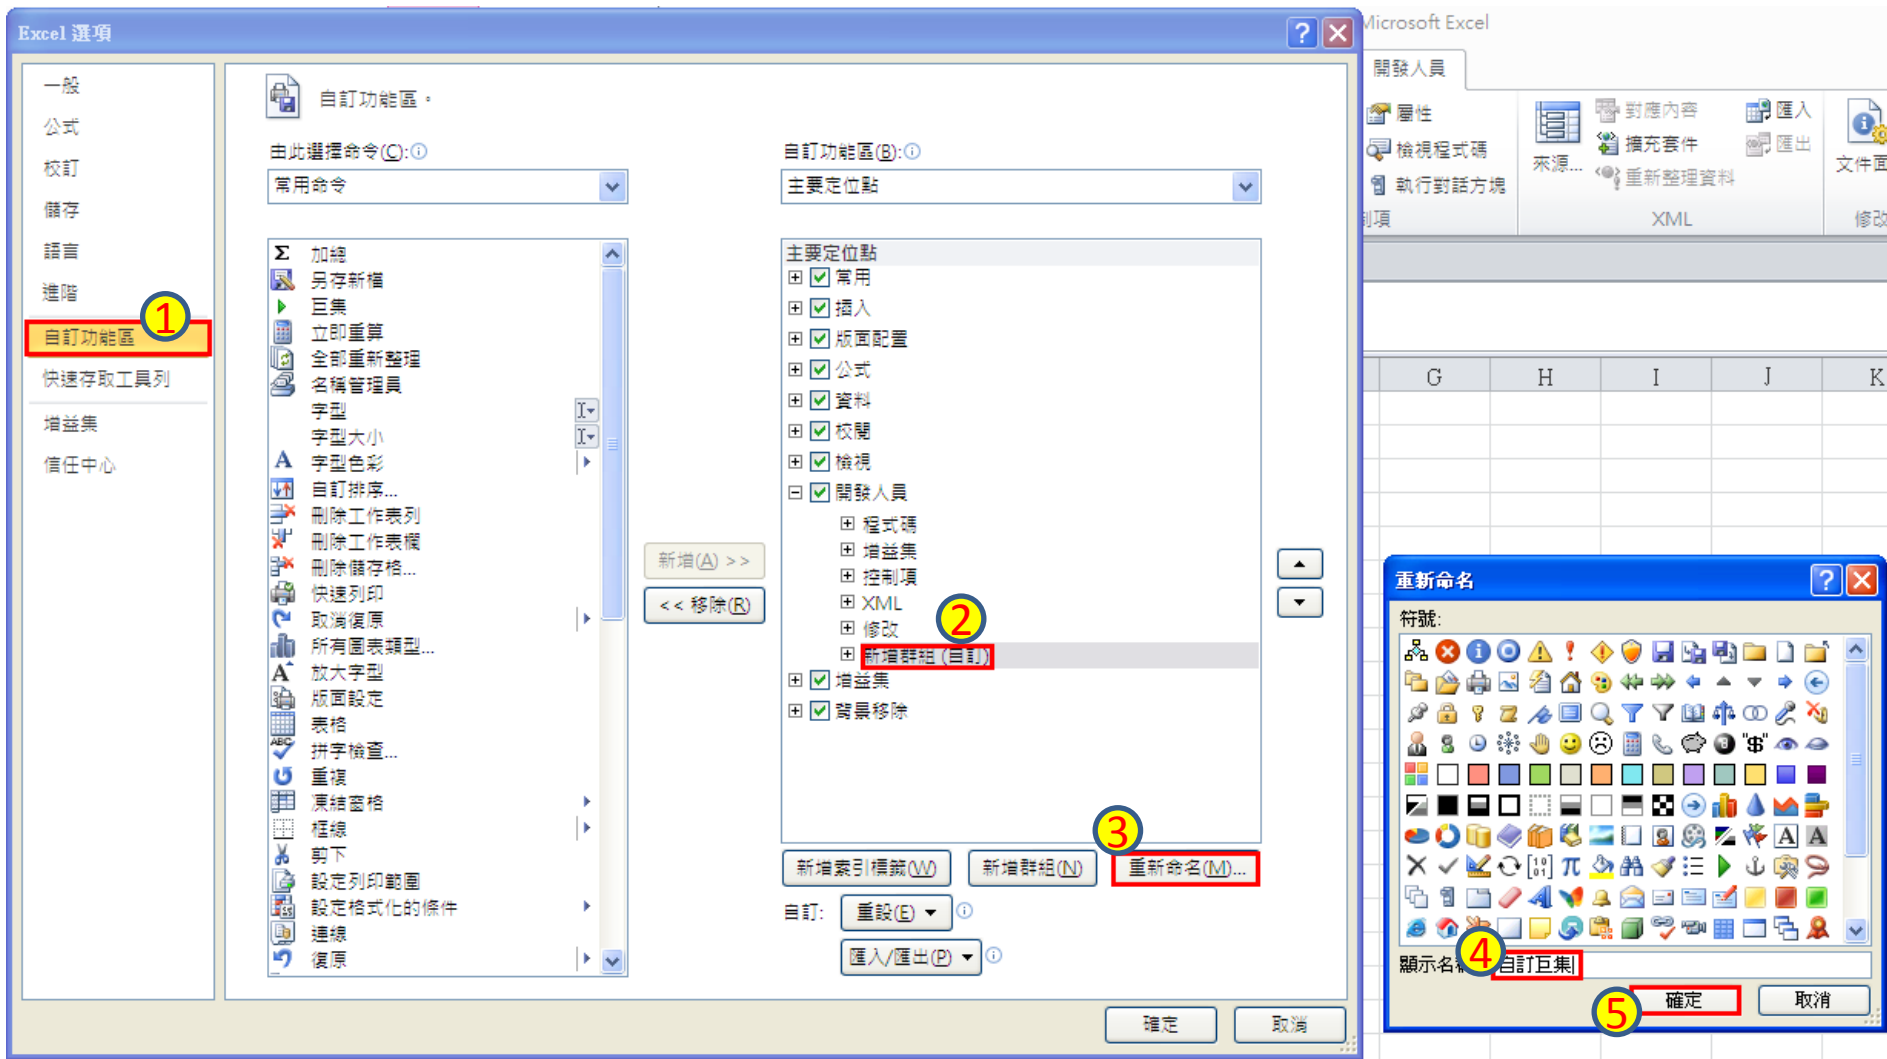 Excel 選項
一般
公式
校訂
儲存
語言
進階
1
自訂功能區
快速存取工具列
增益集
信任中心
自訂功能區。
由此選擇命令(C):
常用命令
Σ 加總
另存新檔
巨集
立即重算
全部重新整理
名稱管理員
字型
字型大小
A 字型色彩
自訂排序...
刪除工作表列
刪除工作表欄
刪除儲存格...
快速列印
取消復原
所有圖表類型...
A 放大字型
版面設定
表格
ABC 拼字檢查...
重複
凍結窗格
框線
剪下
設定列印範圍
設定格式化的條件
連線
復原
新增(A) >>
<< 移除(R)
自訂功能區(B):
主要定位點
主要定位點
常用
插入
版面配置
公式
資料
校閱
檢視
開發人員
程式碼
增益集
控制項
XML
修改
2
新增群組 (自訂)
增益集
背景移除
3
新增索引標籤(W)
新增群組(N)
重新命名(M)...
自訂:
重設(E)
匯入/匯出(P)
確定
取消
Microsoft Excel
開發人員
屬性
檢視程式碼
執行對話方塊
來源...
對應內容
擴充套件
重新整理資料
匯入
匯出
XML
文件面
修改
G H I J K
重新命名
符號:
顯示名
4
自訂巨集
5
確定
取消